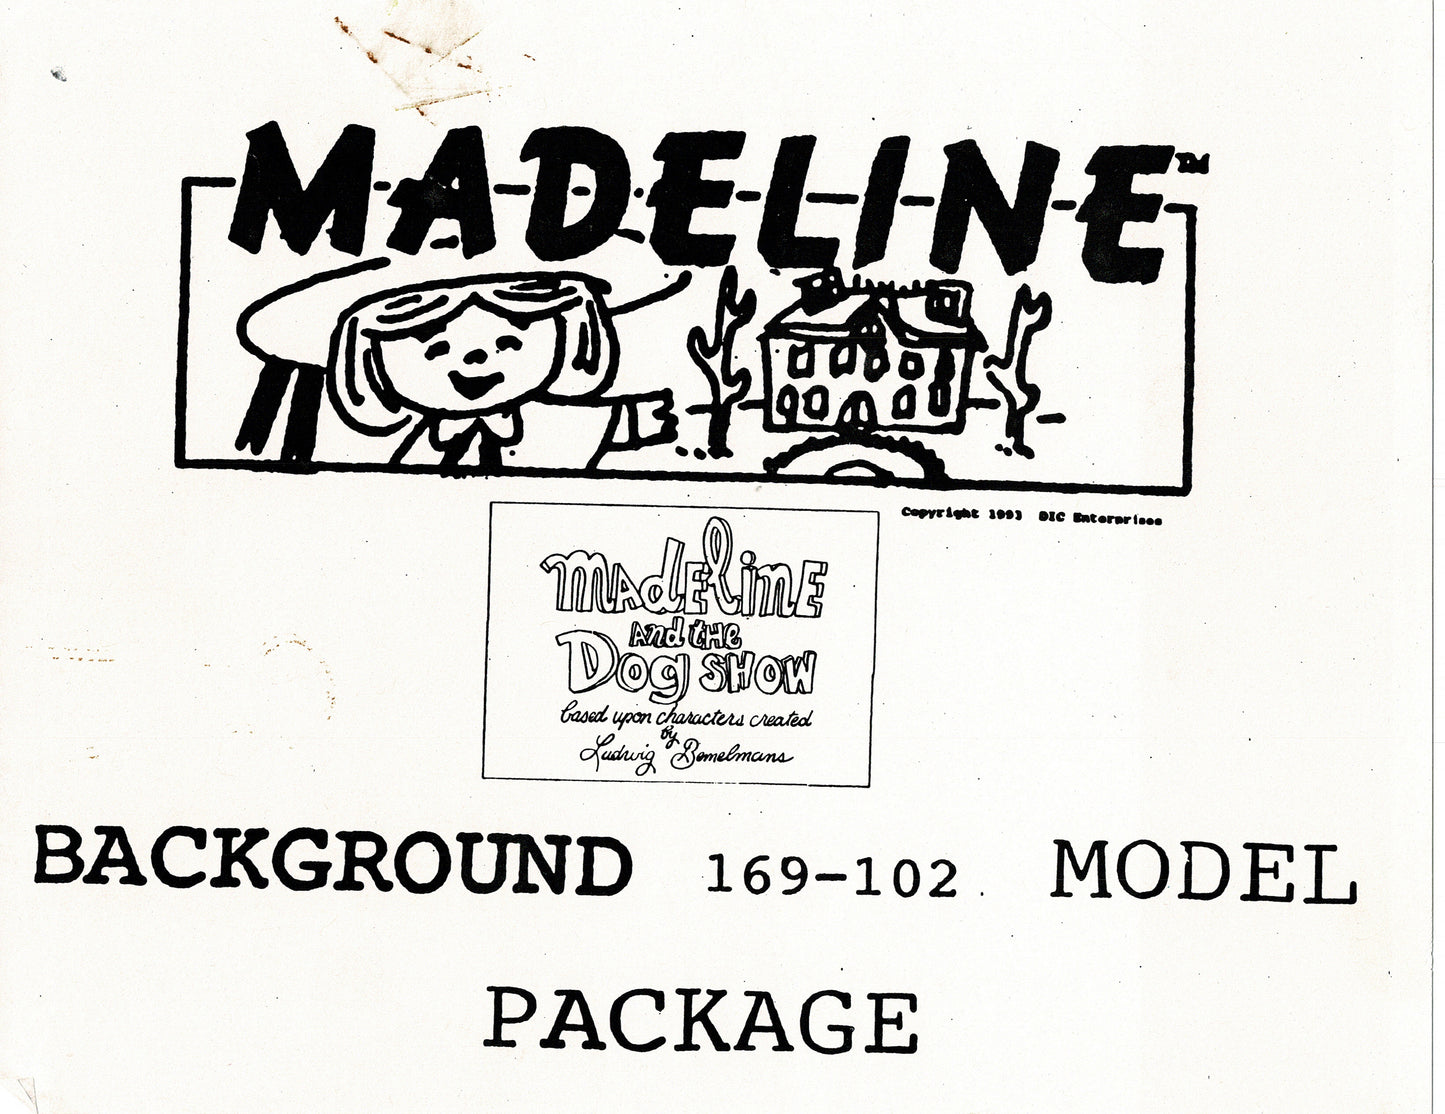 MADELINE™
Copyright 1993 DIC Enterprises
madeline
and the
Dog SHOW
based upon characters created
by
Ludwig Bemelmans
BACKGROUND 169-102. MODEL
PACKAGE